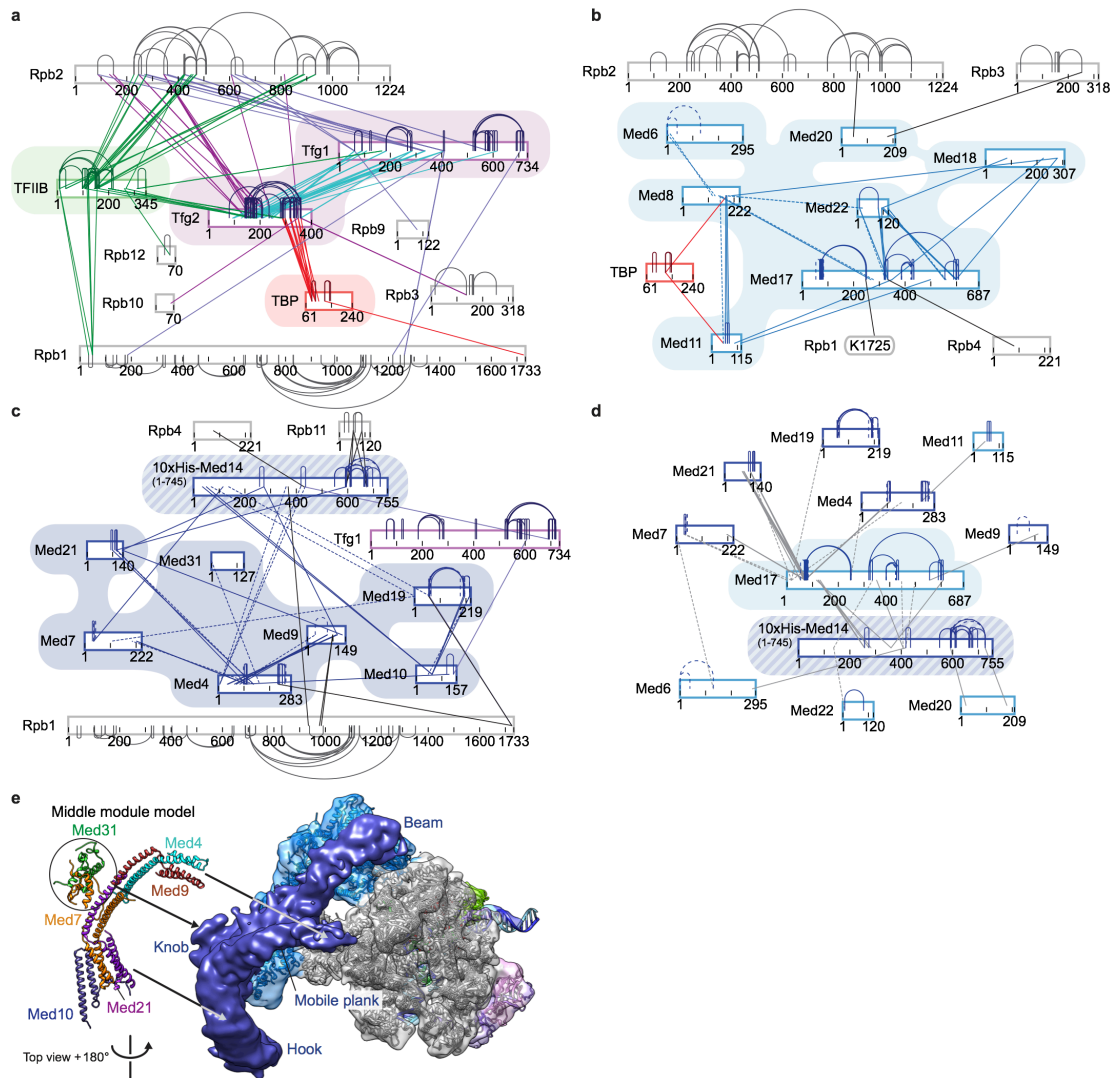 a
Rpb2
1 200 400 600 800 1000 1224
Tfg1
1 200 400 600 734
TFIIB
1 200 345
Tfg2
1 200 400
Rpb9
1 122
Rpb12
1 70
Rpb10
1 70
TBP
61 240
Rpb3
1 200 318
Rpb1
1 200 400 600 800 1000 1200 1400 1600 1733
b
Rpb2
1 200 400 600 800 1000 1224
Rpb3
1 200 318
Med6
1 295
Med20
1 209
Med18
1 200 307
Med8
1 222
Med22
1 120
TBP
61 240
Med17
1 200 400 687
Med11
1 115
Rpb1 K1725
Rpb4
1 221
c
Rpb4
1 221
Rpb11
1 120
10xHis-Med14
(1-745)
1 200 400 600 755
Tfg1
1 200 400 600 734
Med21
1 140
Med31
1 127
Med19
1 219
Med7
1 222
Med9
1 149
Med4
1 283
Med10
1 157
Rpb1
1 200 400 600 800 1000 1200 1400 1600 1733
d
Med19
1 219
Med11
1 115
Med21
1 140
Med4
1 283
Med7
1 222
Med9
1 149
Med17
1 200 400 687
10xHis-Med14
(1-745)
1 200 400 600 755
Med6
1 295
Med22
1 120
Med20
1 209
e
Middle module model
Med31
Med4
Med9
Med7
Med21
Med10
Top view +180°
Beam
Knob
Mobile plank
Hook